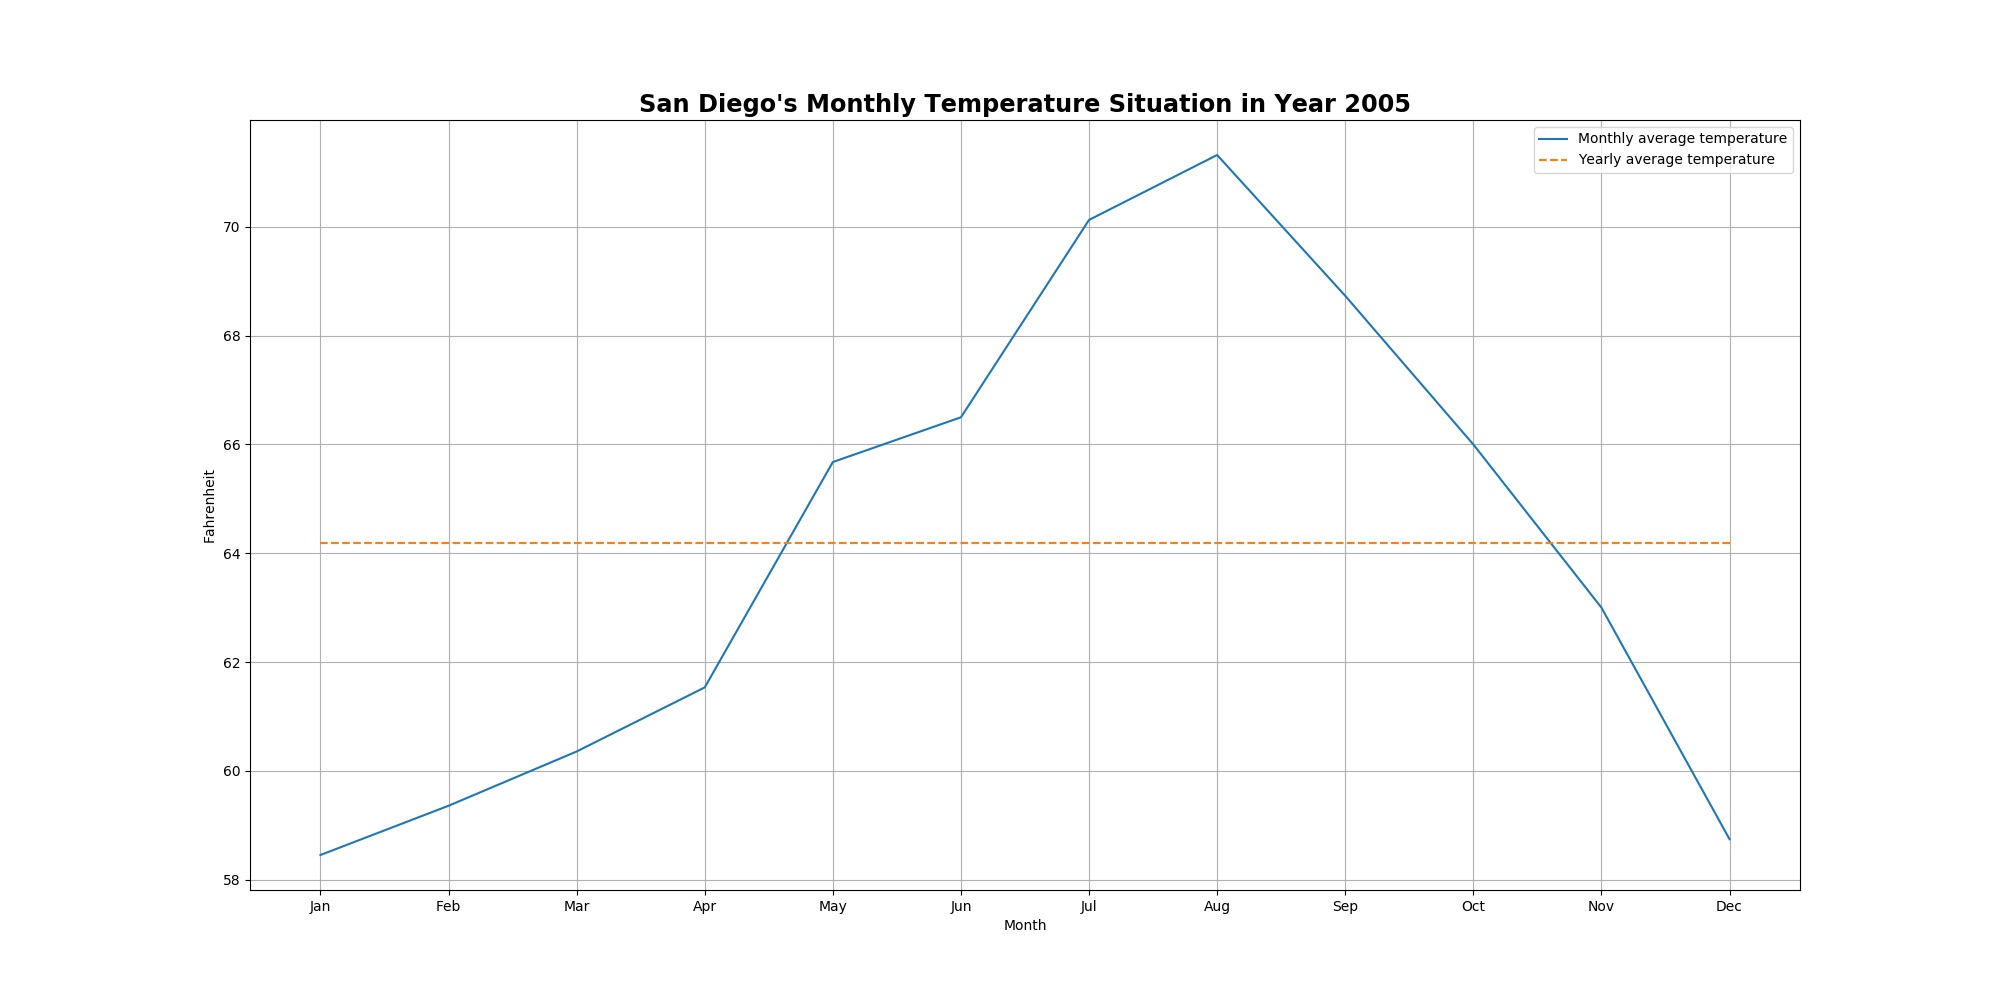 San Diego's Monthly Temperature Situation in Year 2005
Monthly average temperature
Yearly average temperature
70
68
66
64
62
60
58
Fahrenheit
Jan Feb Mar Apr May Jun Jul Aug Sep Oct Nov Dec
Month